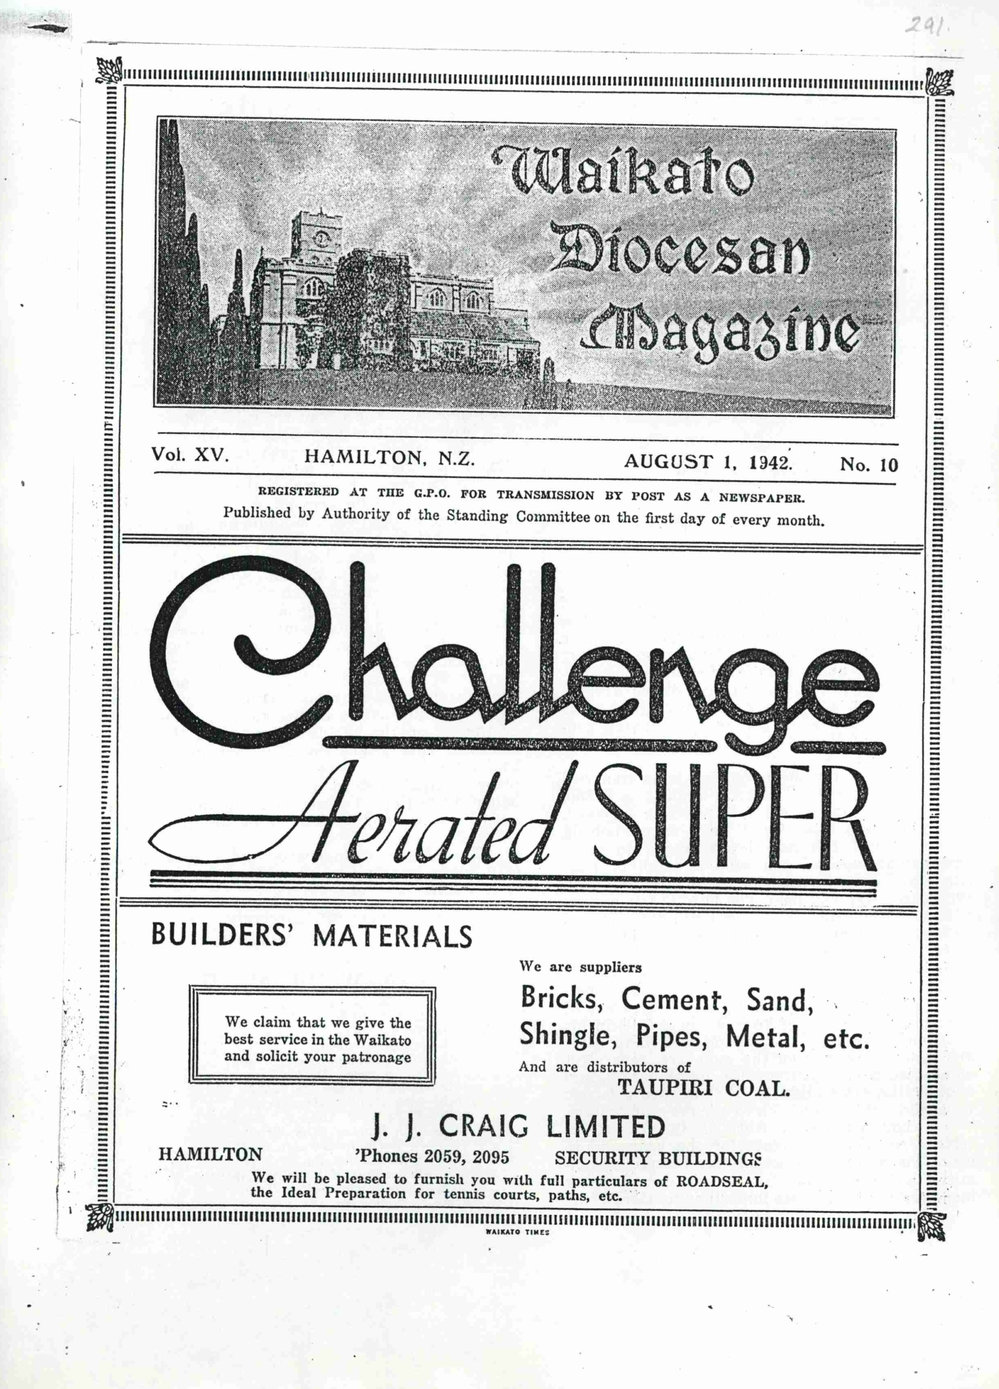 291.
Waikato
Diocesan
Magazine
Vol. XV. HAMILTON, N.Z. AUGUST 1, 1942. No. 10
REGISTERED AT THE G.P.O. FOR TRANSMISSION BY POST AS A NEWSPAPER.
Published by Authority of the Standing Committee on the first day of every month.
Challenge
Aerated SUPER
BUILDERS' MATERIALS
We claim that we give the
best service in the Waikato
and solicit your patronage
We are suppliers
Bricks, Cement, Sand,
Shingle, Pipes, Metal, etc.
And are distributors of
TAUPIRI COAL.
J. J. CRAIG LIMITED
HAMILTON 'Phones 2059, 2095 SECURITY BUILDINGS
We will be pleased to furnish you with full particulars of ROADSEAL,
the Ideal Preparation for tennis courts, paths, etc.
WAIKATO TIMES